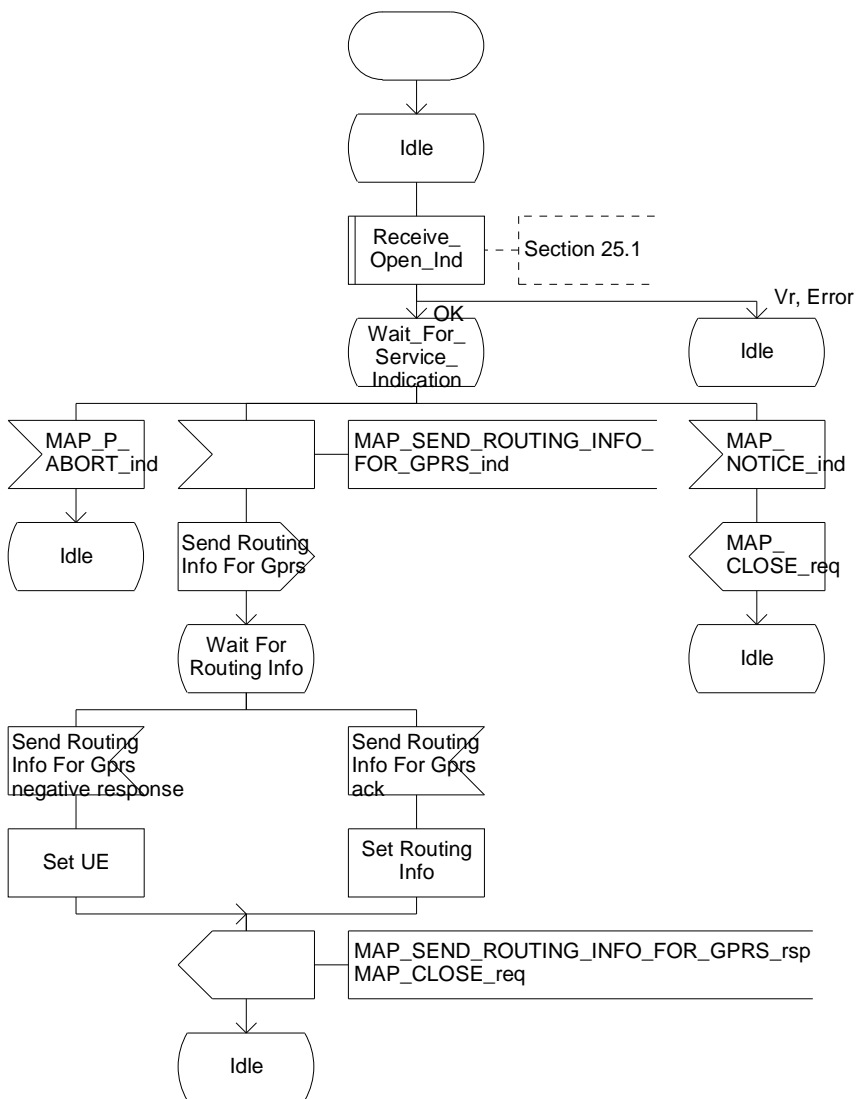 Idle
Receive_
Open_Ind
Section 25.1
Vr, Error
OK
Wait_For_
Service_
Indication
Idle
MAP_P_
ABORT_ind
MAP_SEND_ROUTING_INFO_
FOR_GPRS_ind
MAP_
NOTICE_ind
Idle
Send Routing
Info For Gprs
MAP_
CLOSE_req
Wait For
Routing Info
Idle
Send Routing
Info For Gprs
negative response
Send Routing
Info For Gprs
ack
Set UE
Set Routing
Info
MAP_SEND_ROUTING_INFO_FOR_GPRS_rsp
MAP_CLOSE_req
Idle